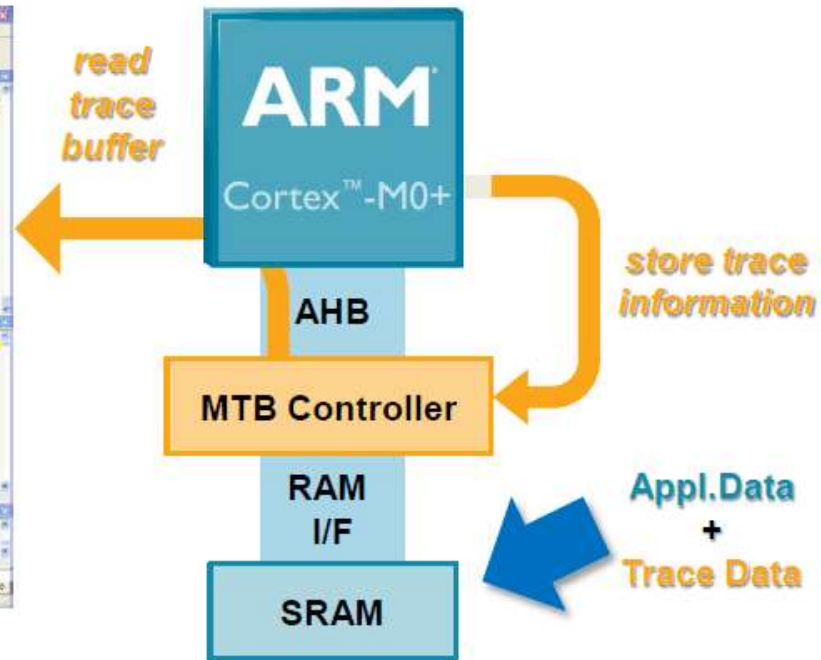 read
trace
buffer
ARM
Cortex™-M0+
store trace
information
AHB
MTB Controller
RAM
I/F
SRAM
Appl.Data
+
Trace Data